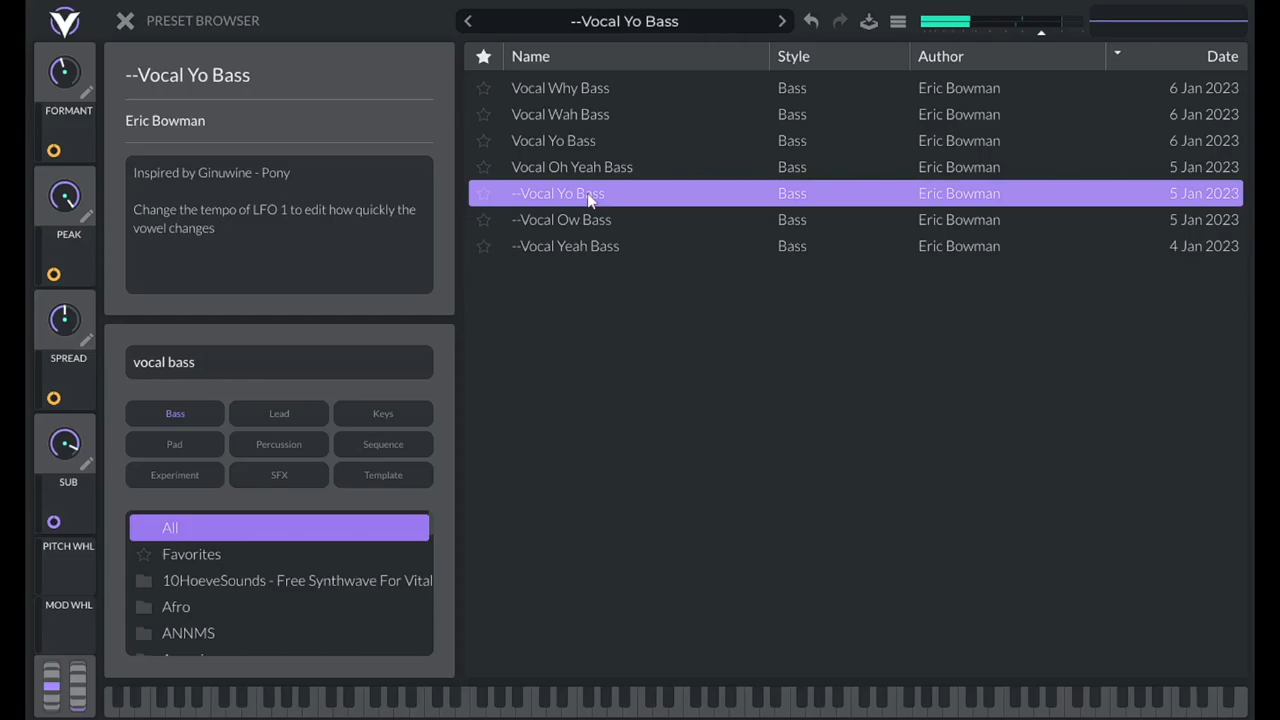 PRESET BROWSER
--Vocal Yo Bass
FORMANT
PEAK
SPREAD
SUB
PITCH WHL
MOD WHL
--Vocal Yo Bass
Eric Bowman
Inspired by Ginuwine - Pony
Change the tempo of LFO 1 to edit how quickly the
vowel changes
vocal bass
Bass Lead Keys
Pad Percussion Sequence
Experiment SFX Template
All
Favorites
10HoeveSounds - Free Synthwave For Vital
Afro
ANNMS
Name Style Author Date
Vocal Why Bass Bass Eric Bowman 6 Jan 2023
Vocal Wah Bass Bass Eric Bowman 6 Jan 2023
Vocal Yo Bass Bass Eric Bowman 6 Jan 2023
Vocal Oh Yeah Bass Bass Eric Bowman 5 Jan 2023
--Vocal Yo Bass Bass Eric Bowman 5 Jan 2023
--Vocal Ow Bass Bass Eric Bowman 5 Jan 2023
--Vocal Yeah Bass Bass Eric Bowman 4 Jan 2023